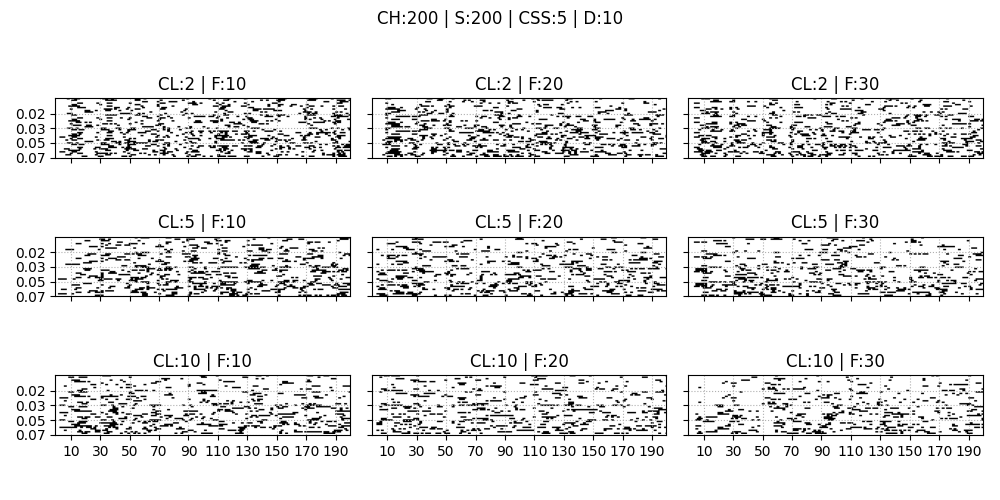 CH:200 | S:200 | CSS:5 | D:10
CL:2 | F:10
CL:2 | F:20
CL:2 | F:30
0.02
0.03
0.05
0.07
CL:5 | F:10
CL:5 | F:20
CL:5 | F:30
0.02
0.03
0.05
0.07
CL:10 | F:10
CL:10 | F:20
CL:10 | F:30
0.02
0.03
0.05
0.07
10 30 50 70 90 110 130 150 170 190
10 30 50 70 90 110 130 150 170 190
10 30 50 70 90 110 130 150 170 190